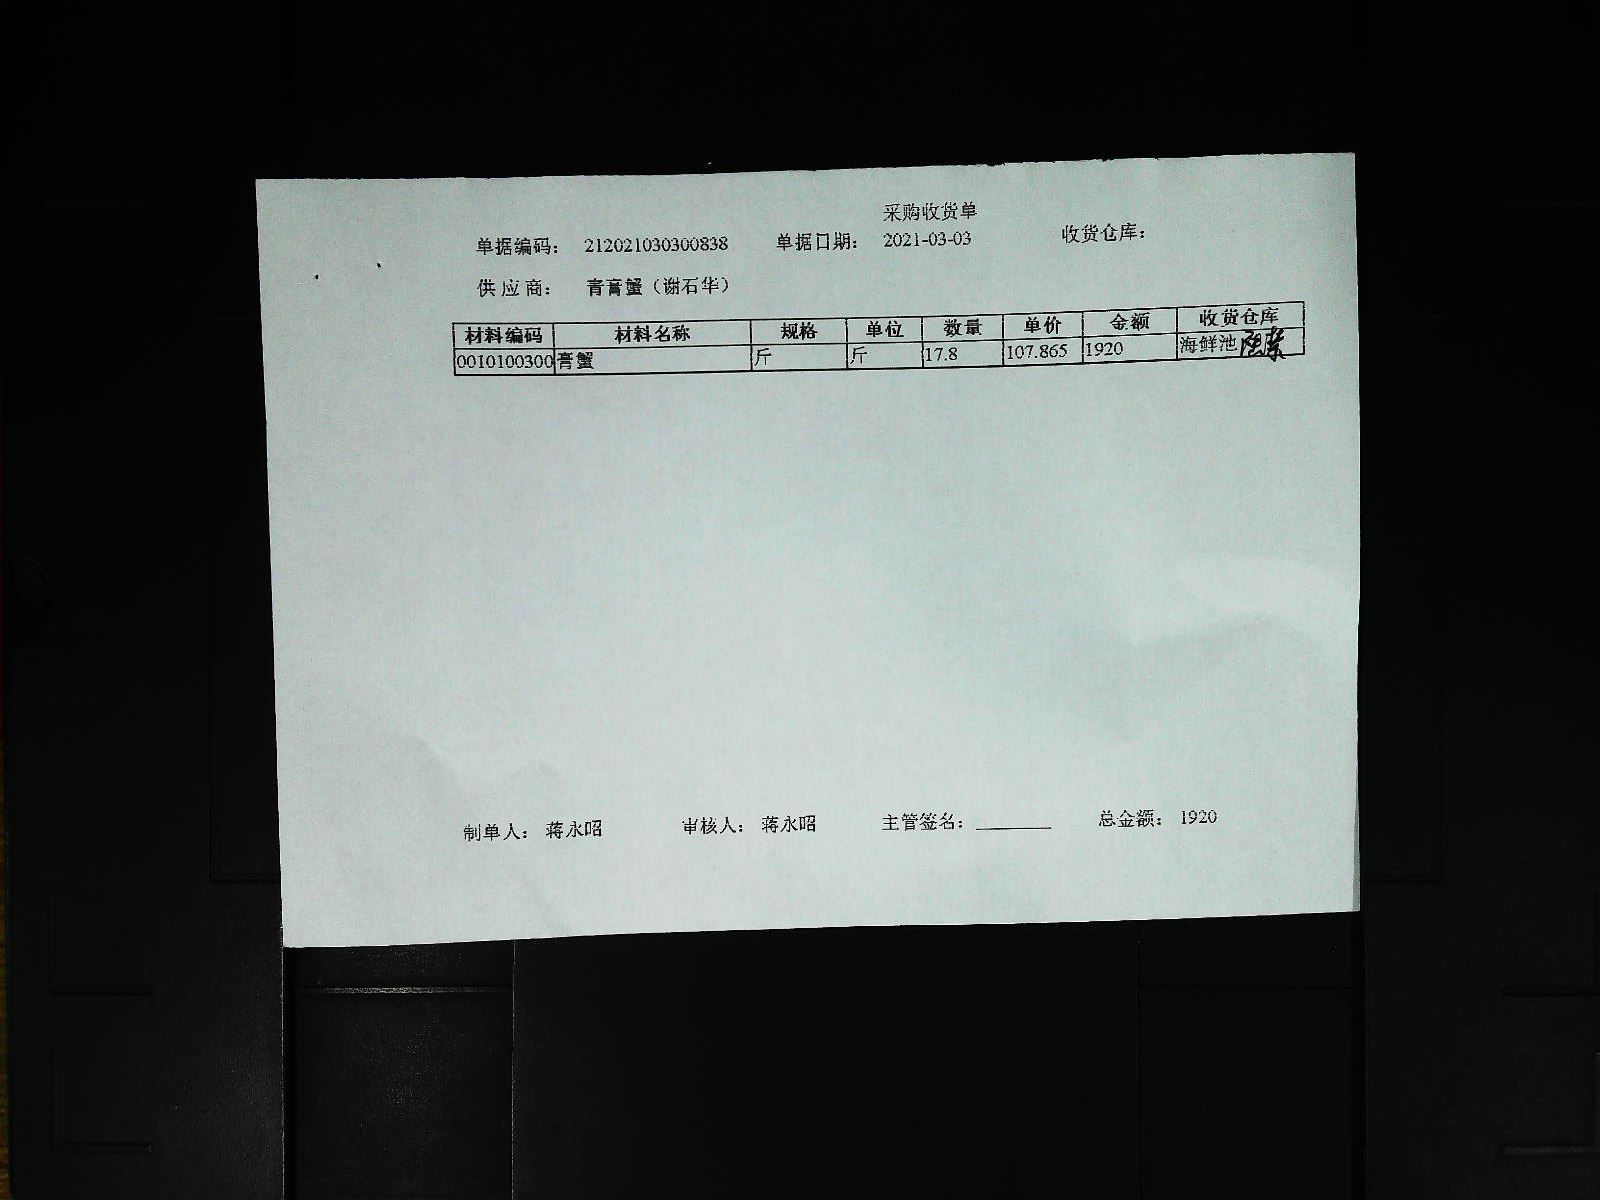 采购收货单
单据编码： 212021030300838 单据日期： 2021-03-03 收货仓库：
供 应 商： 青膏蟹（谢石华）
材料编码 材料名称 规格 单位 数量 单价 金额 收货仓库
0010100300 膏蟹 斤 斤 17.8 107.865 1920 海鲜池
制单人： 蒋永昭 审核人： 蒋永昭 主管签名： 总金额： 1920